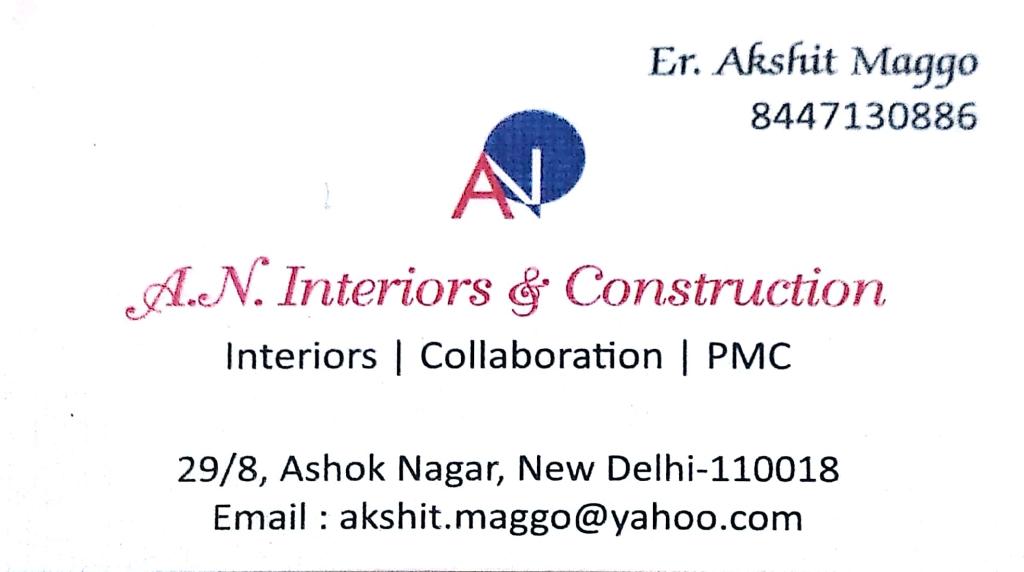 Er. Akshit Maggo
8447130886
AN
A.N. Interiors & Construction
Interiors | Collaboration | PMC
29/8, Ashok Nagar, New Delhi-110018
Email : akshit.maggo@yahoo.com